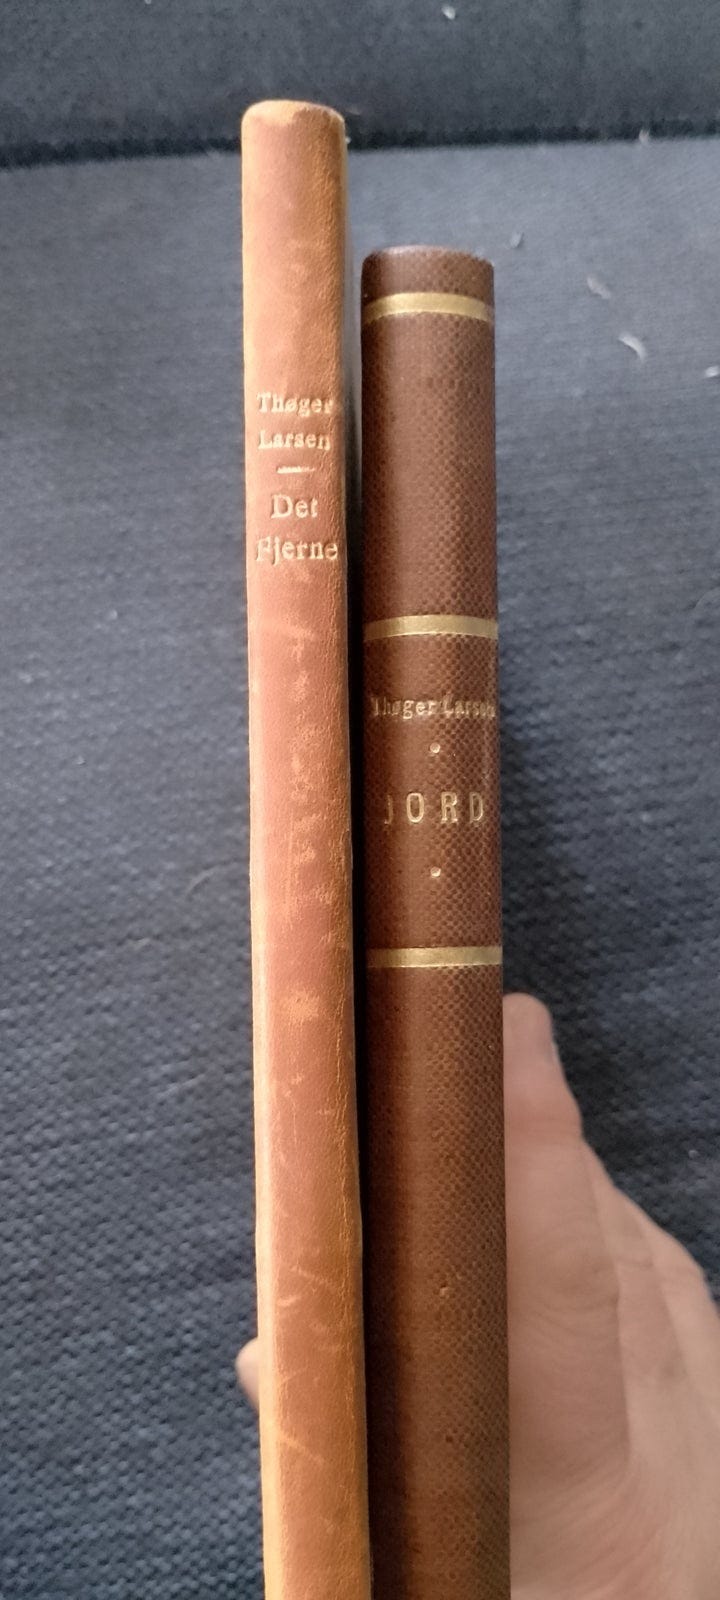 Thøger
Larsen
Det
Fjerne
Thøger Larsen
JORD